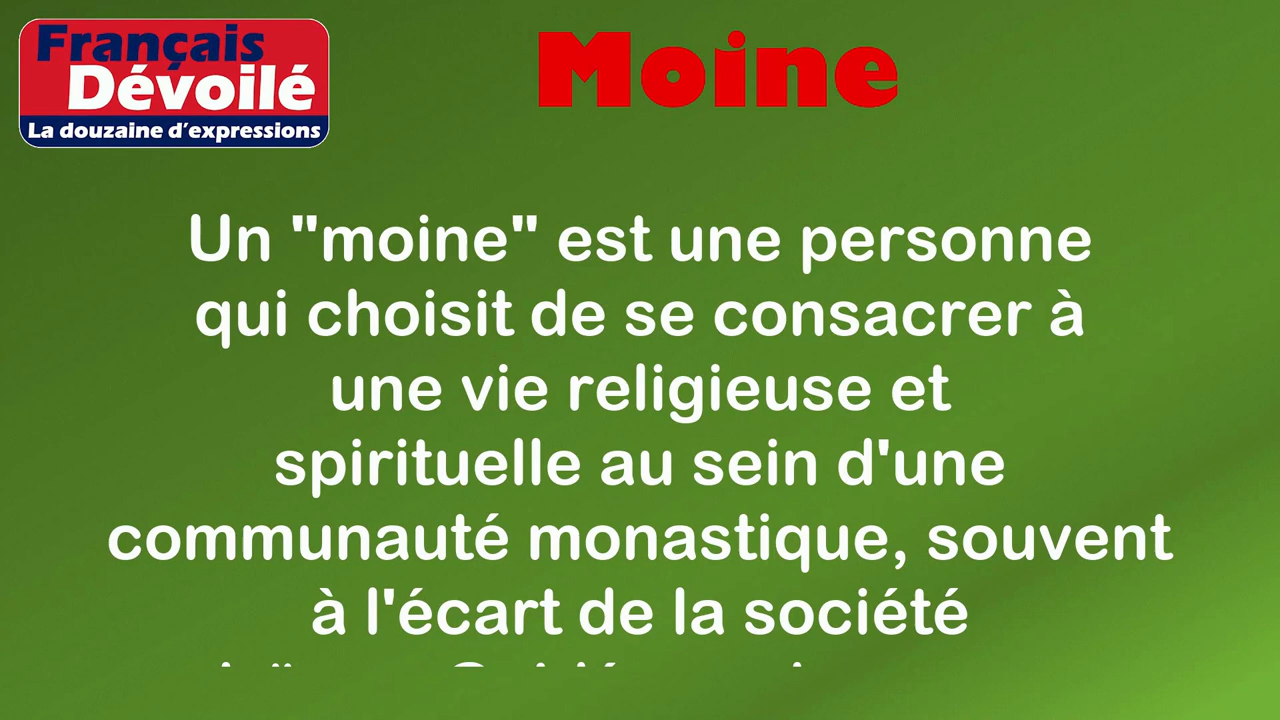 Français
Dévoilé
La douzaine d'expressions
Moine
Un "moine" est une personne
qui choisit de se consacrer à
une vie religieuse et
spirituelle au sein d'une
communauté monastique, souvent
à l'écart de la société